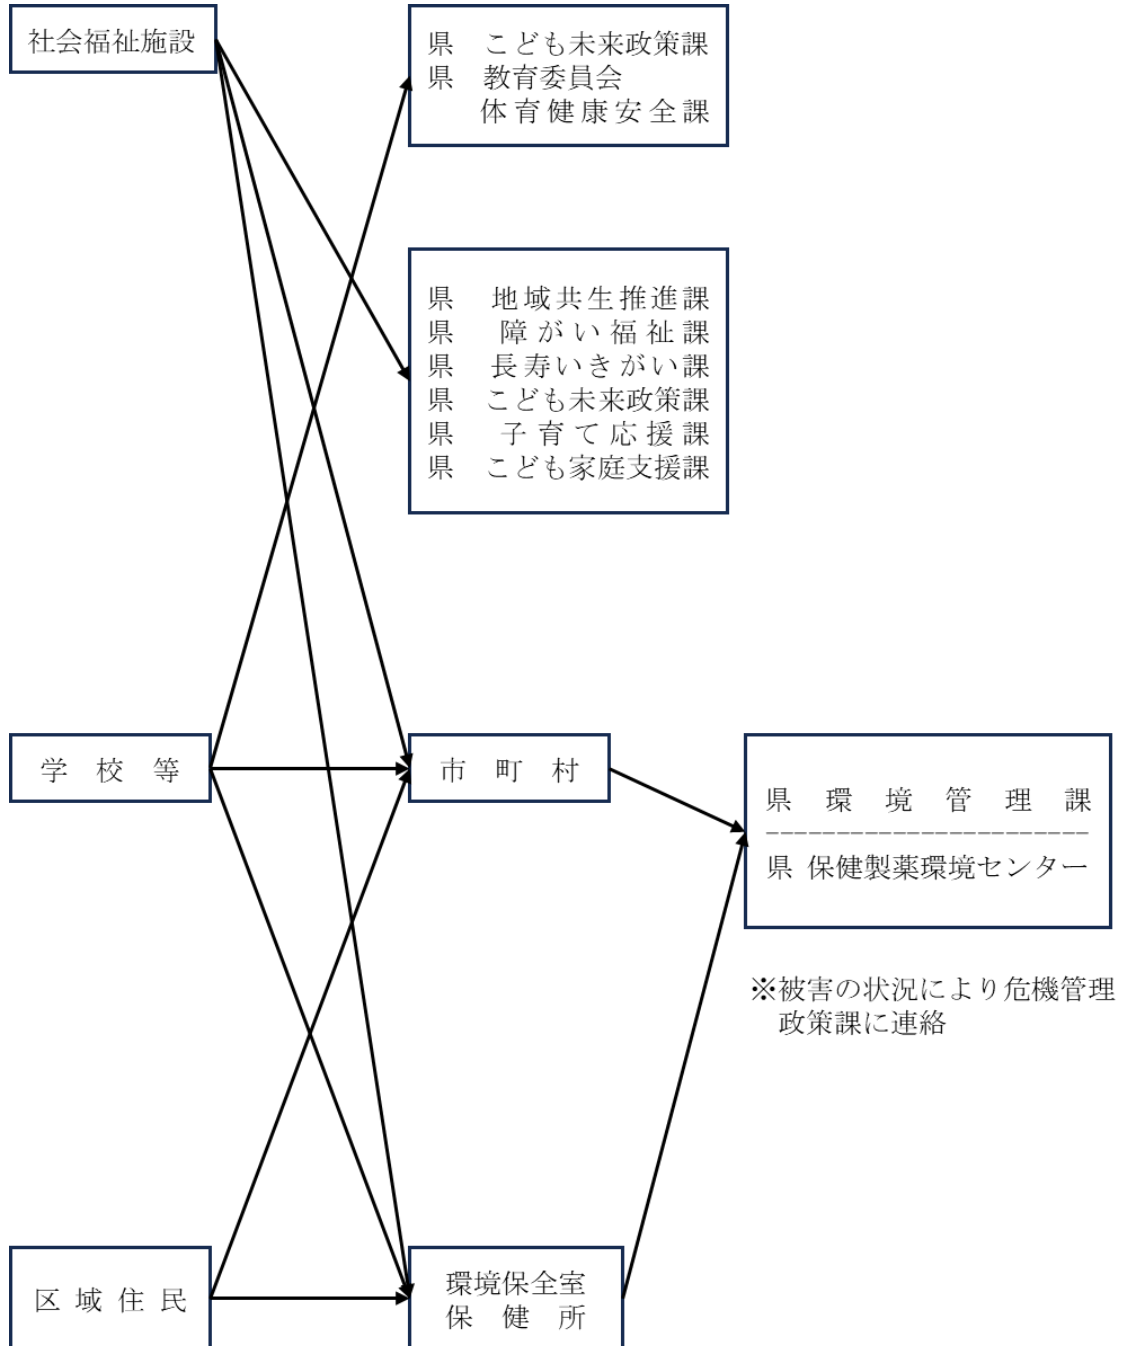 社会福祉施設
県 こども未来政策課
県 教育委員会
体育健康安全課
県 地域共生推進課
県 障がい福祉課
県 長寿いきがい課
県 こども未来政策課
県 子育て応援課
県 こども家庭支援課
学校等
市町村
県環境管理課
県 保健製薬環境センター
※被害の状況により危機管理
政策課に連絡
区域住民
環境保全室
保健所